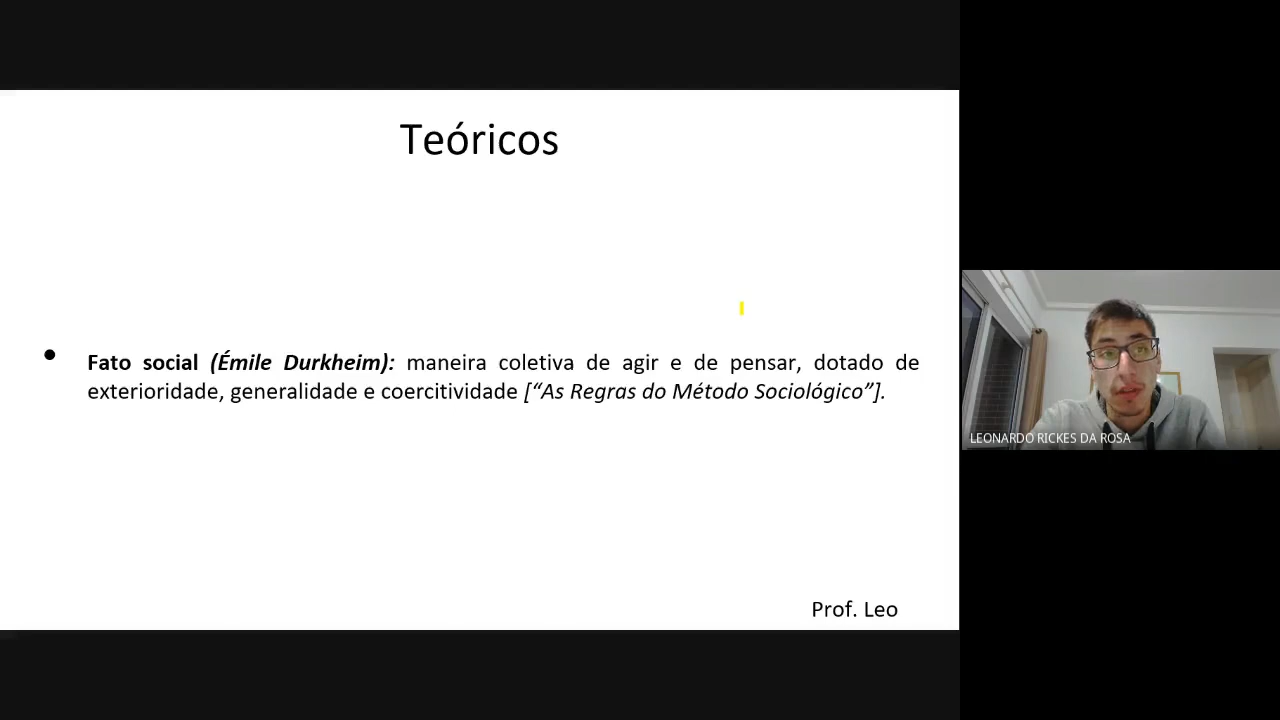 Teóricos
• Fato social (Émile Durkheim): maneira coletiva de agir e de pensar, dotado de
exterioridade, generalidade e coercitividade [“As Regras do Método Sociológico”].
Prof. Leo
LEONARDO RICKES DA ROSA